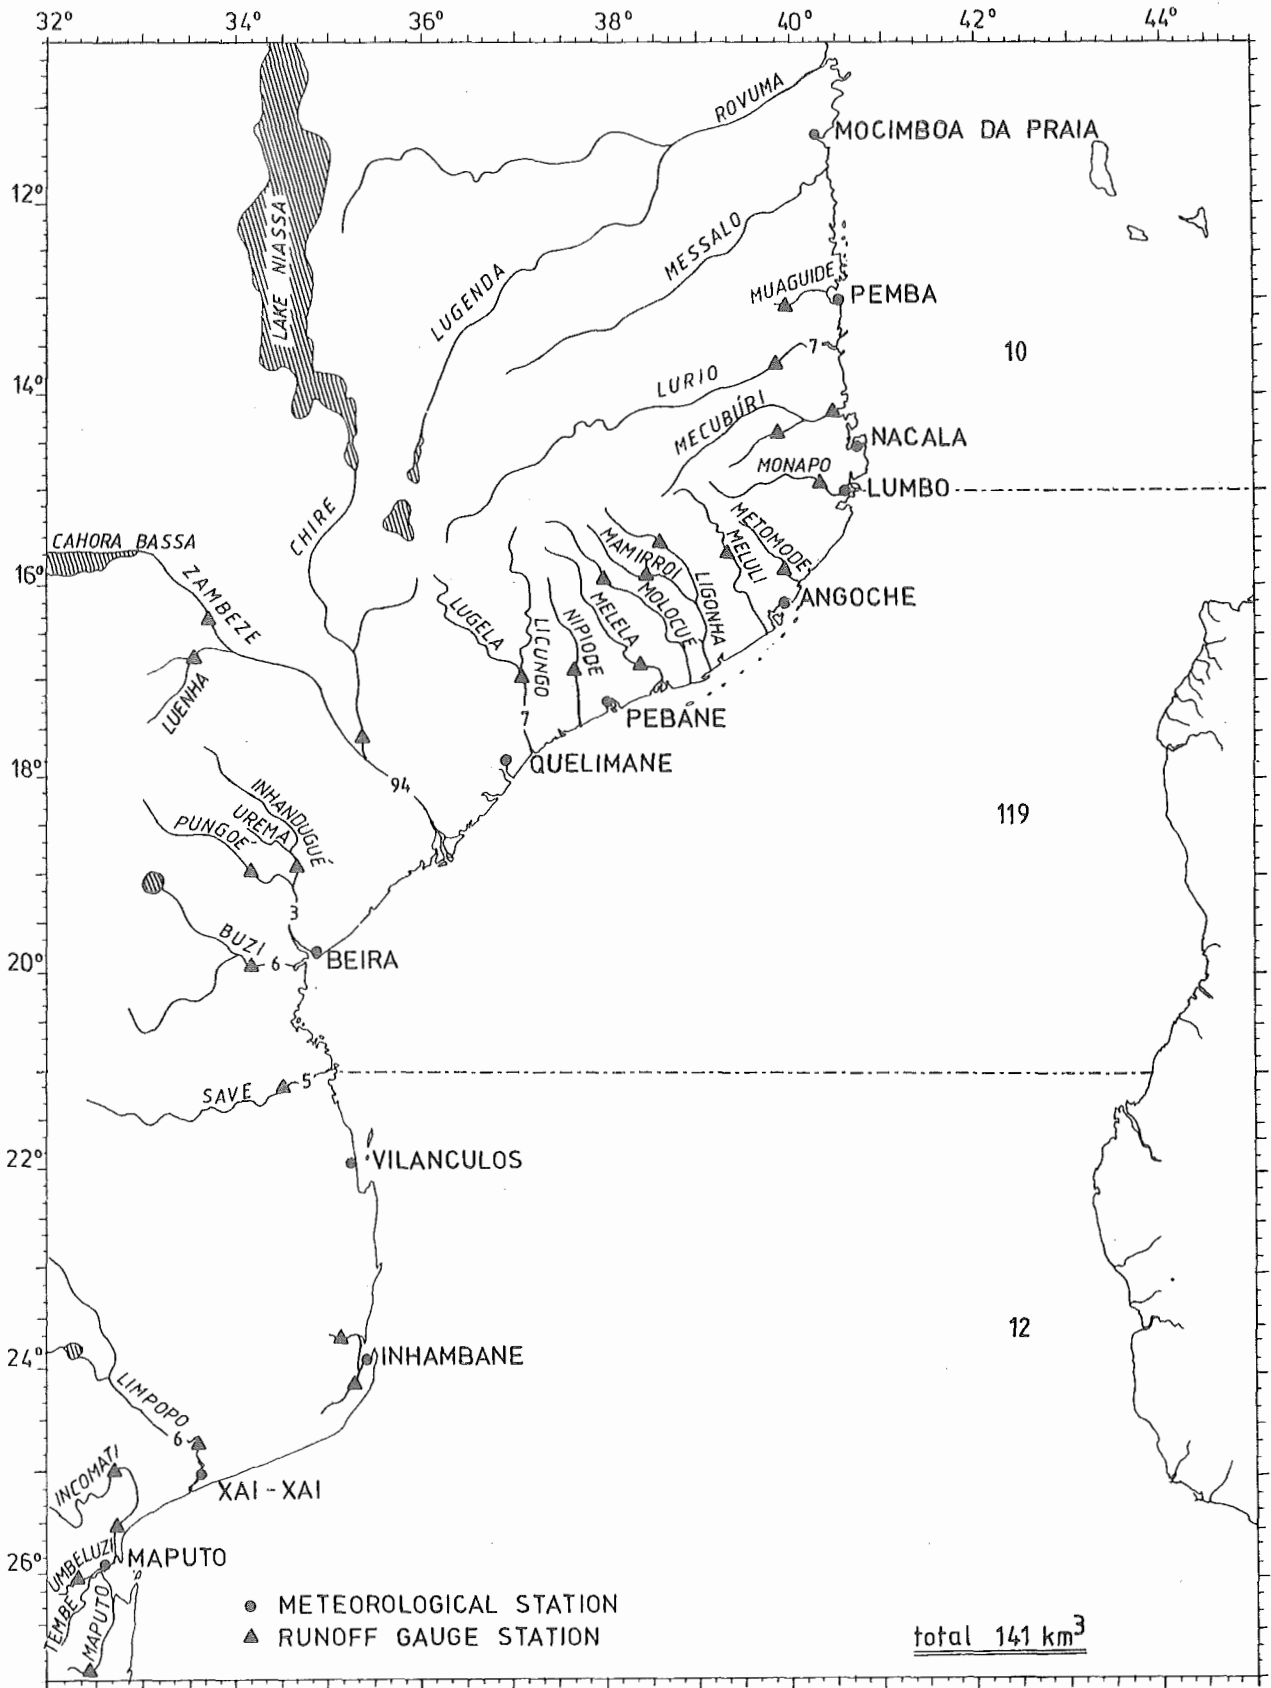 32° 34° 36° 38° 40° 42° 44°
ROVUMA
MOCIMBOA DA PRAIA
12°
LAKE NIASSA
MESSALO
LUGENDA
MUAGUIDE
PEMBA
10
7
14°
LURIO
MECUBÚRI
NACALA
MONAPO
LUMBO
CHIRE
METOMODE
CAHORA BASSA
MAMIRROI
MELULI
16°
ZAMBEZE
LIGONHA
ANGOCHE
LUGELA
MOLOCUÉ
MELELA
NIPIODE
LICUNGO
LUENHA
7
PEBANE
QUELIMANE
18°
94
INHANDUGUÉ
UREMA
PUNGOÉ
119
3
BUZI
6
20°
BEIRA
5
SAVE
22°
VILANCULOS
12
24°
INHAMBANE
LIMPOPO
6
INCOMATI
XAI-XAI
26°
UMBELUZI
MAPUTO
TEMBE
MAPUTO
METEOROLOGICAL STATION
RUNOFF GAUGE STATION
total 141 km³